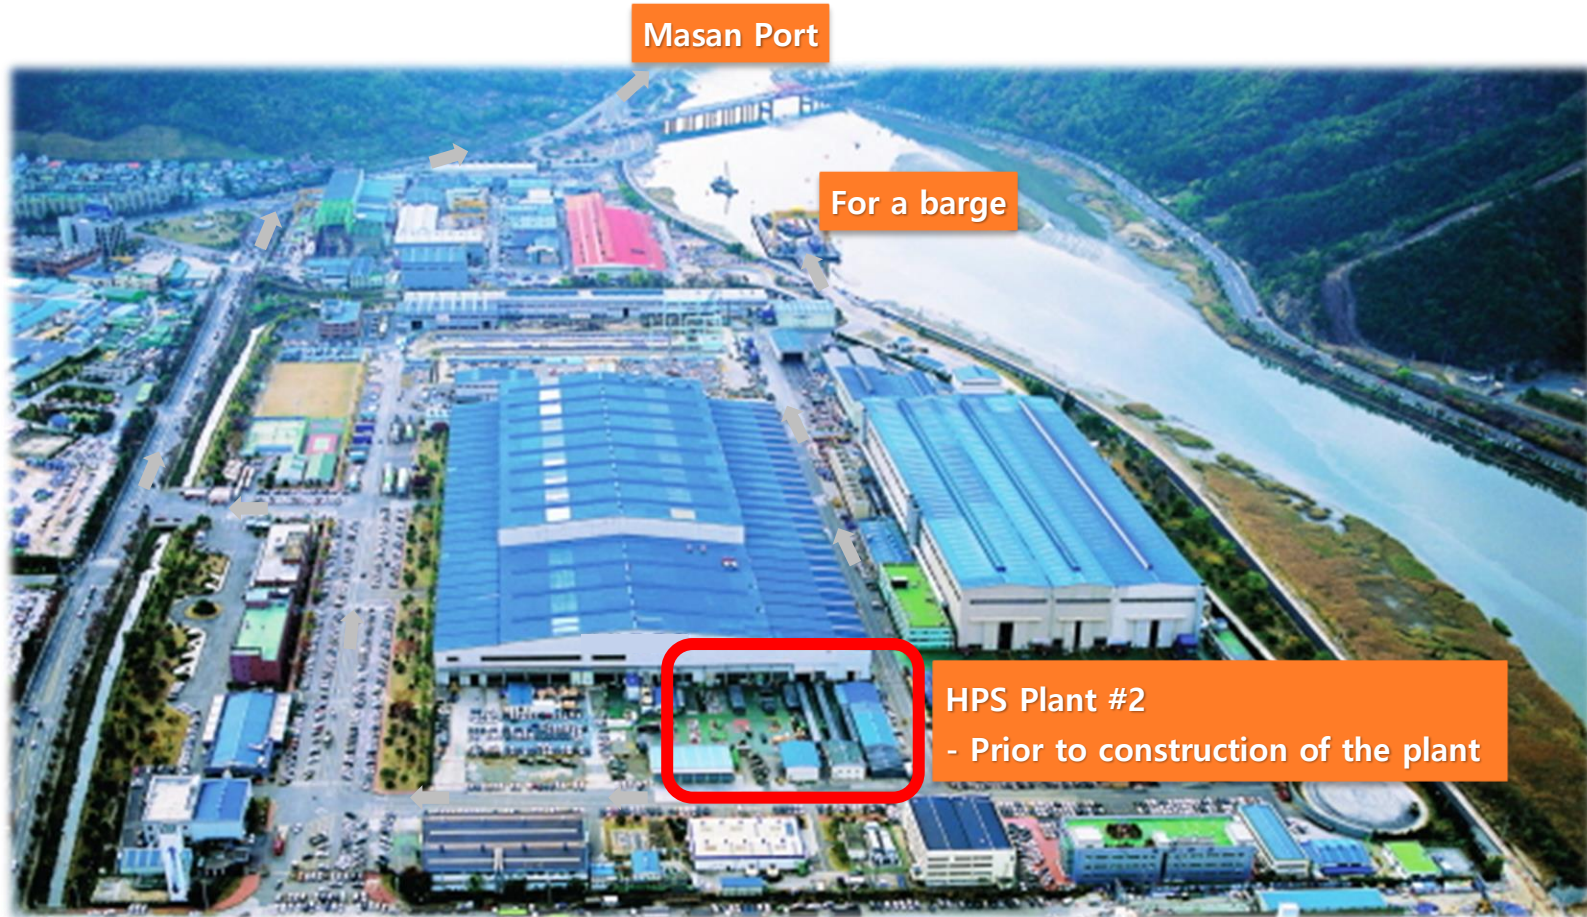 Masan Port
For a barge
HPS Plant #2
- Prior to construction of the plant